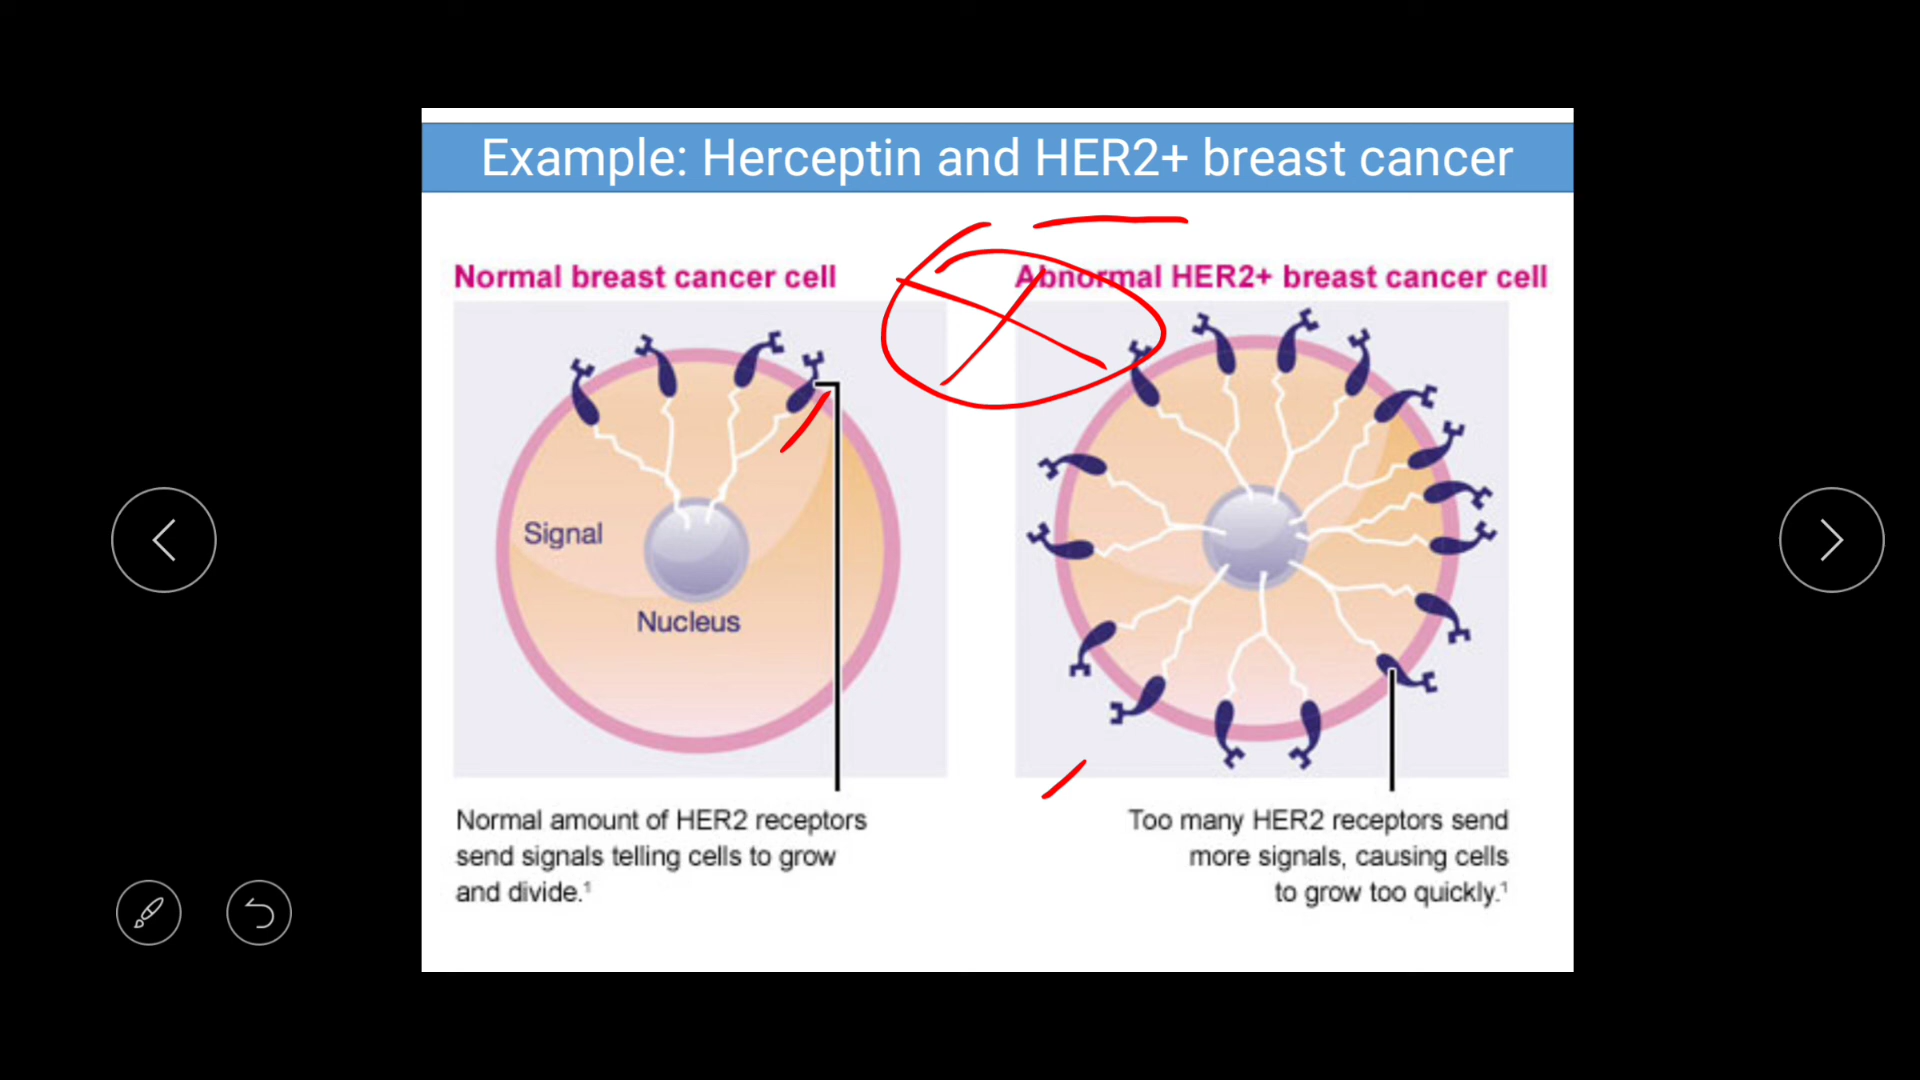 Example: Herceptin and HER2+ breast cancer
Normal breast cancer cell
Abnormal HER2+ breast cancer cell
Signal
Nucleus
Normal amount of HER2 receptors
send signals telling cells to grow
and divide.¹
Too many HER2 receptors send
more signals, causing cells
to grow too quickly.¹